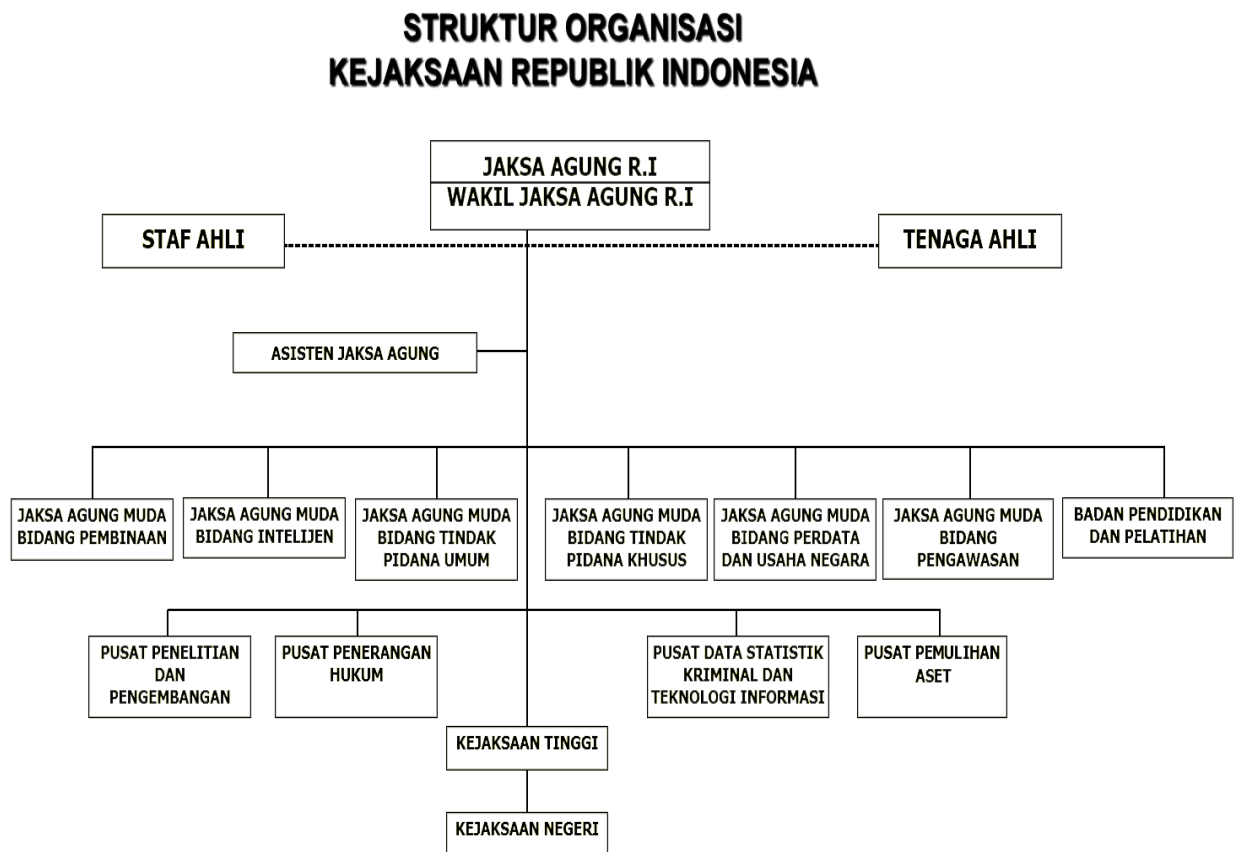 STRUKTUR ORGANISASI
KEJAKSAAN REPUBLIK INDONESIA
JAKSA AGUNG R.I
WAKIL JAKSA AGUNG R.I
STAF AHLI
TENAGA AHLI
ASISTEN JAKSA AGUNG
JAKSA AGUNG MUDA
BIDANG PEMBINAAN
JAKSA AGUNG MUDA
BIDANG INTELIJEN
JAKSA AGUNG MUDA
BIDANG TINDAK
PIDANA UMUM
JAKSA AGUNG MUDA
BIDANG TINDAK
PIDANA KHUSUS
JAKSA AGUNG MUDA
BIDANG PERDATA
DAN USAHA NEGARA
JAKSA AGUNG MUDA
BIDANG
PENGAWASAN
BADAN PENDIDIKAN
DAN PELATIHAN
PUSAT PENELITIAN
DAN
PENGEMBANGAN
PUSAT PENERANGAN
HUKUM
PUSAT DATA STATISTIK
KRIMINAL DAN
TEKNOLOGI INFORMASI
PUSAT PEMULIHAN
ASET
KEJAKSAAN TINGGI
KEJAKSAAN NEGERI